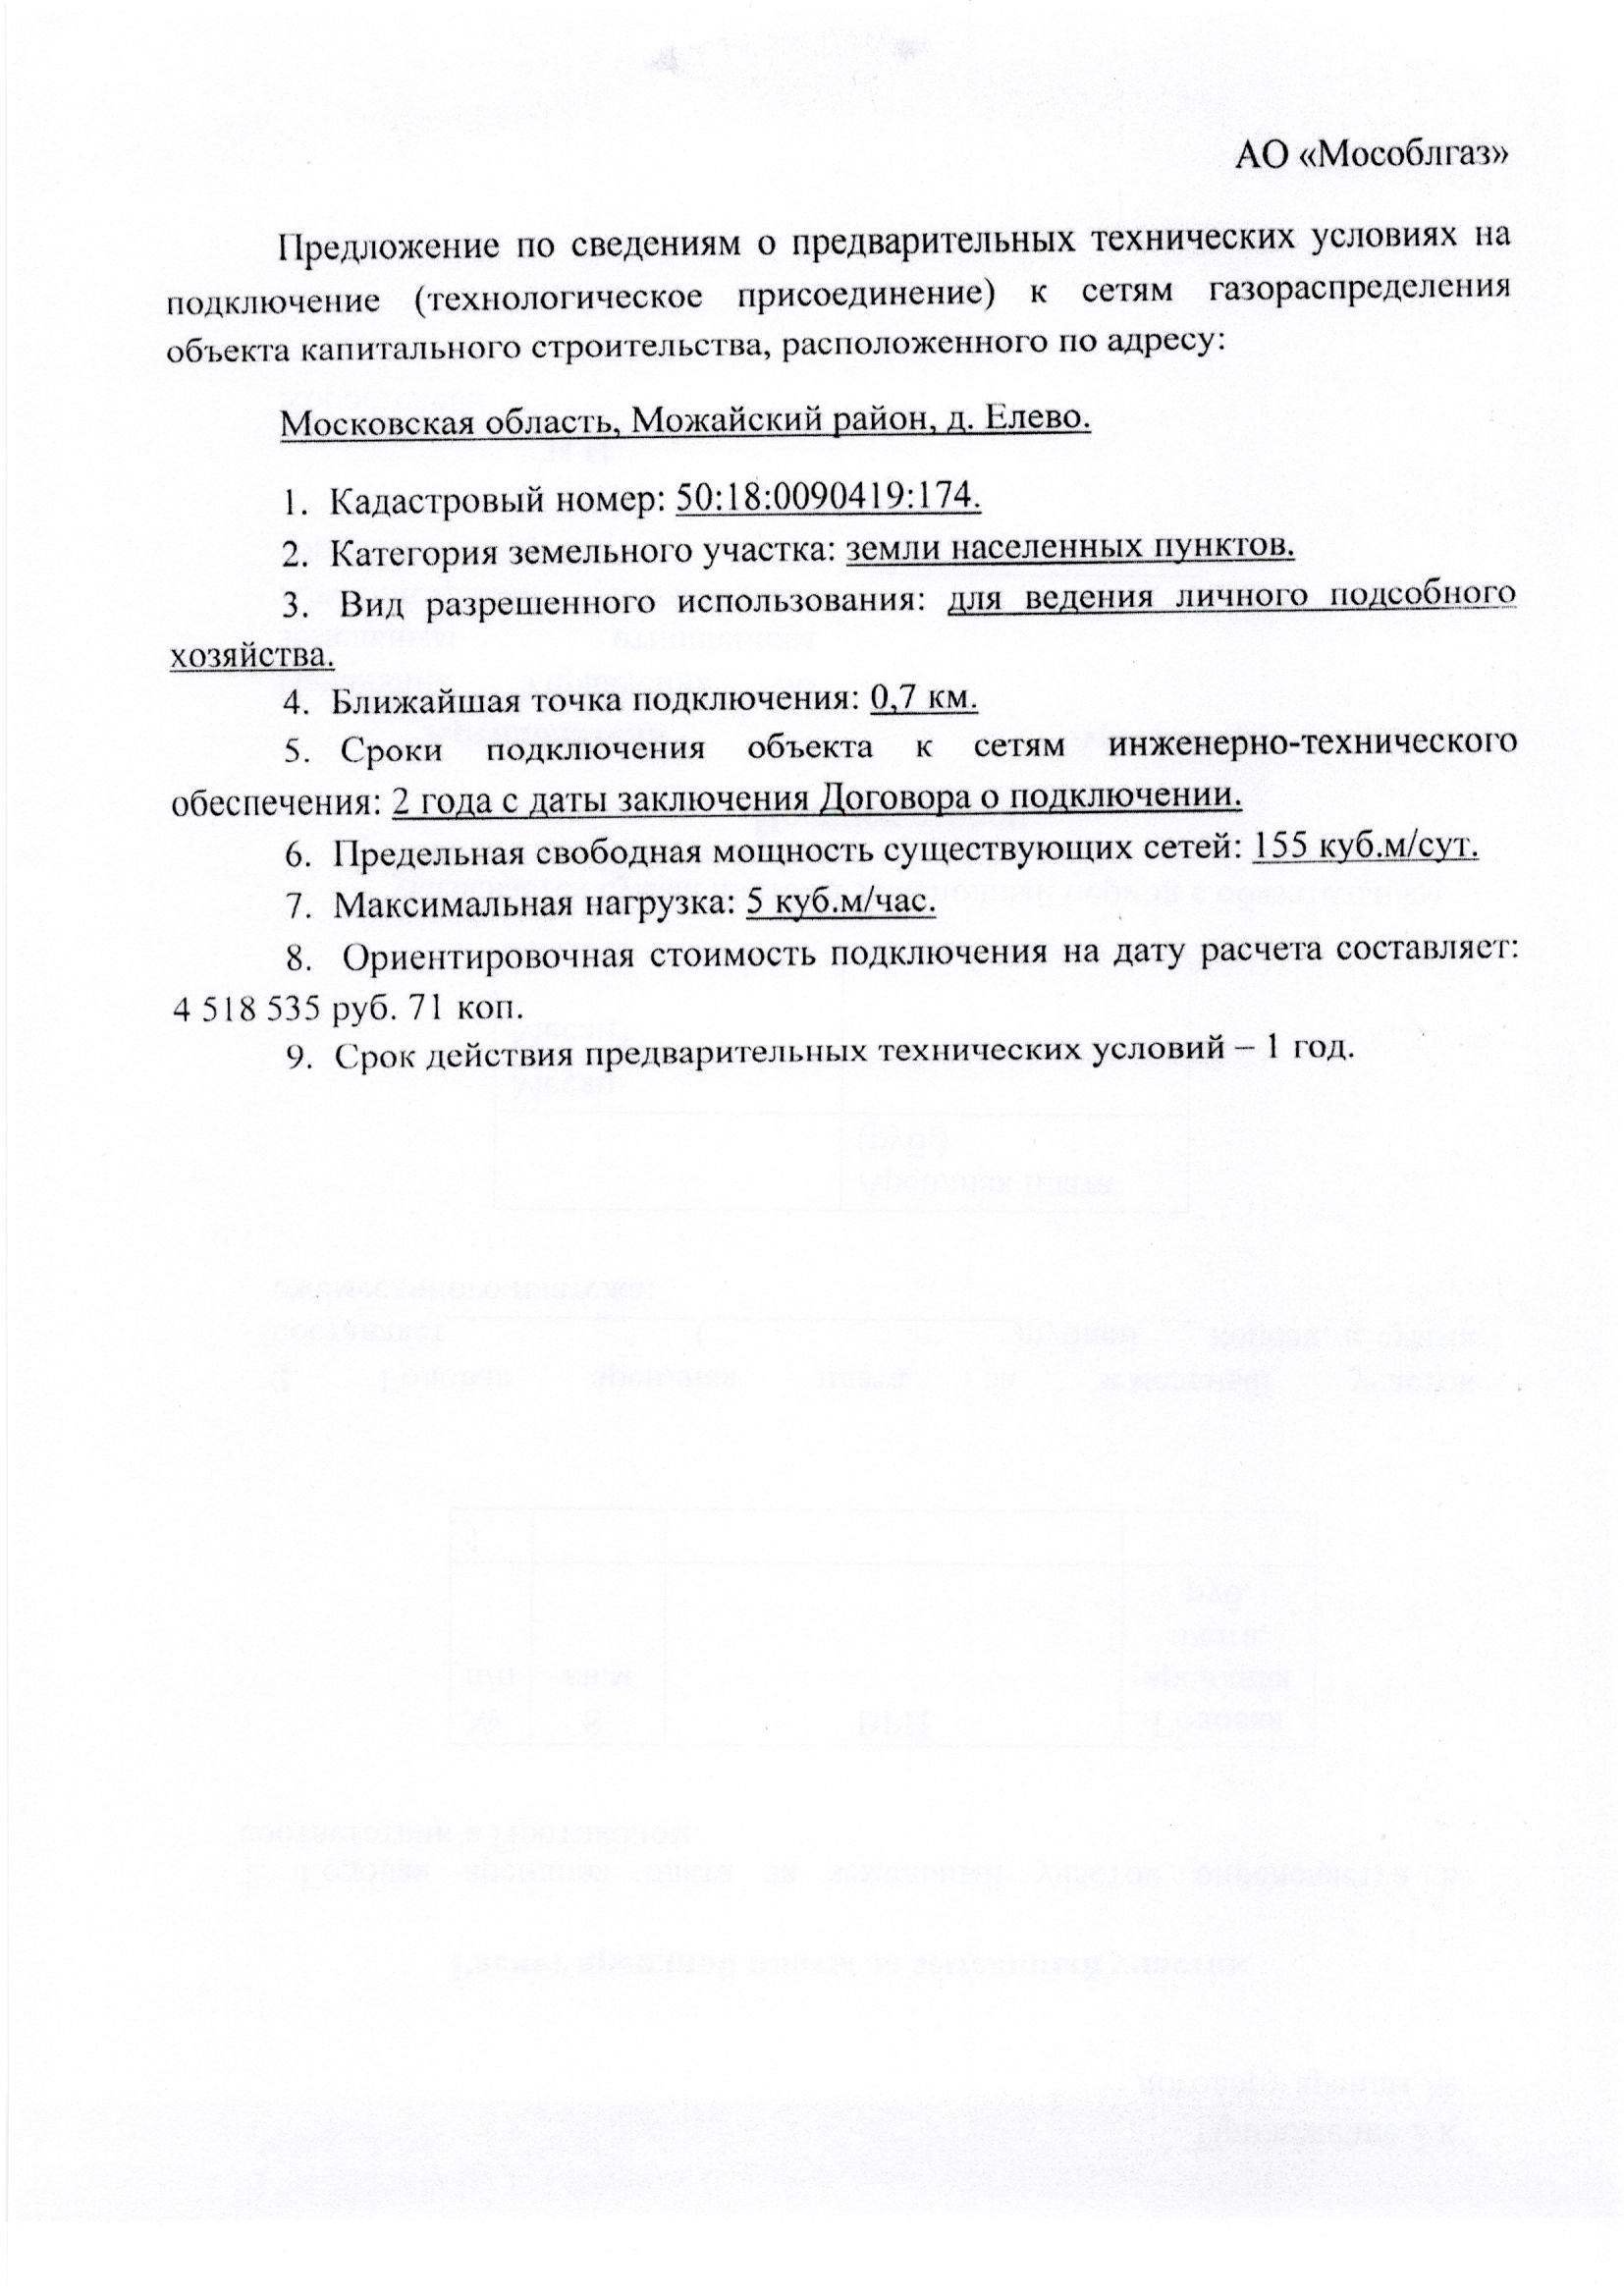 АО «Мособлгаз»
Предложение по сведениям о предварительных технических условиях на
подключение (технологическое присоединение) к сетям газораспределения
объекта капитального строительства, расположенного по адресу:
Московская область, Можайский район, д. Елево.
1. Кадастровый номер: 50:18:0090419:174.
2. Категория земельного участка: земли населенных пунктов.
3. Вид разрешенного использования: для ведения личного подсобного
хозяйства.
4. Ближайшая точка подключения: 0,7 км.
5. Сроки подключения объекта к сетям инженерно-технического
обеспечения: 2 года с даты заключения Договора о подключении.
6. Предельная свободная мощность существующих сетей: 155 куб.м/сут.
7. Максимальная нагрузка: 5 куб.м/час.
8. Ориентировочная стоимость подключения на дату расчета составляет:
4 518 535 руб. 71 коп.
9. Срок действия предварительных технических условий – 1 год.